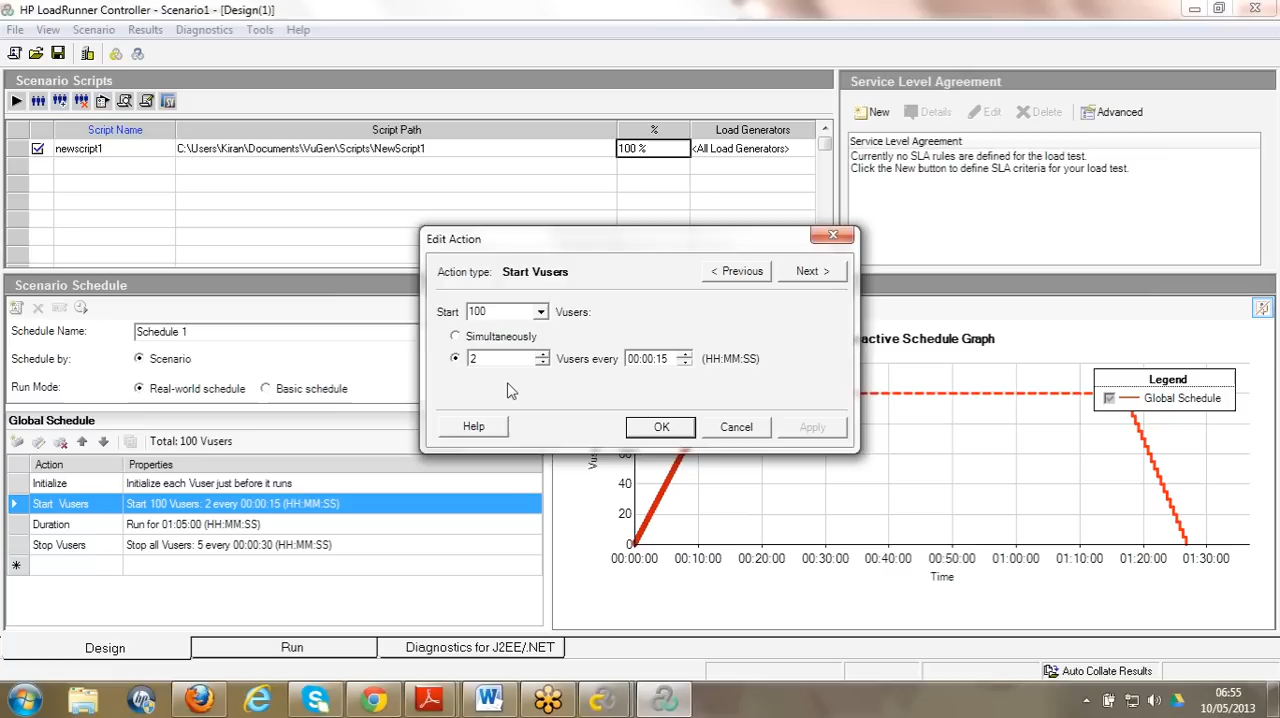 HP LoadRunner Controller - Scenario1 - [Design(1)]
File View Scenario Results Diagnostics Tools Help
Scenario Scripts
Service Level Agreement
New Details Edit Delete Advanced
Script Name Script Path % Load Generators
newscript1 C:\Users\Kiran\Documents\VuGen\Scripts\NewScript1 100 % <All Load Generators>
Service Level Agreement
Currently no SLA rules are defined for the load test.
Click the New button to define SLA criteria for your load test.
Edit Action
Action type: Start Vusers < Previous Next >
Start 100 Vusers:
Simultaneously
2 Vusers every 00:00:15 (HH:MM:SS)
Help OK Cancel Apply
Scenario Schedule
Schedule Name: Schedule 1
Schedule by: Scenario
Run Mode: Real-world schedule Basic schedule
Global Schedule
Total: 100 Vusers
Action Properties
Initialize Initialize each Vuser just before it runs
Start Vusers Start 100 Vusers: 2 every 00:00:15 (HH:MM:SS)
Duration Run for 01:05:00 (HH:MM:SS)
Stop Vusers Stop all Vusers: 5 every 00:00:30 (HH:MM:SS)
active Schedule Graph
Legend
Global Schedule
40
20
0
00:00:00 00:10:00 00:20:00 00:30:00 00:40:00 00:50:00 01:00:00 01:10:00 01:20:00 01:30:00
Time
Design Run Diagnostics for J2EE/.NET
Auto Collate Results
06:55
10/05/2013